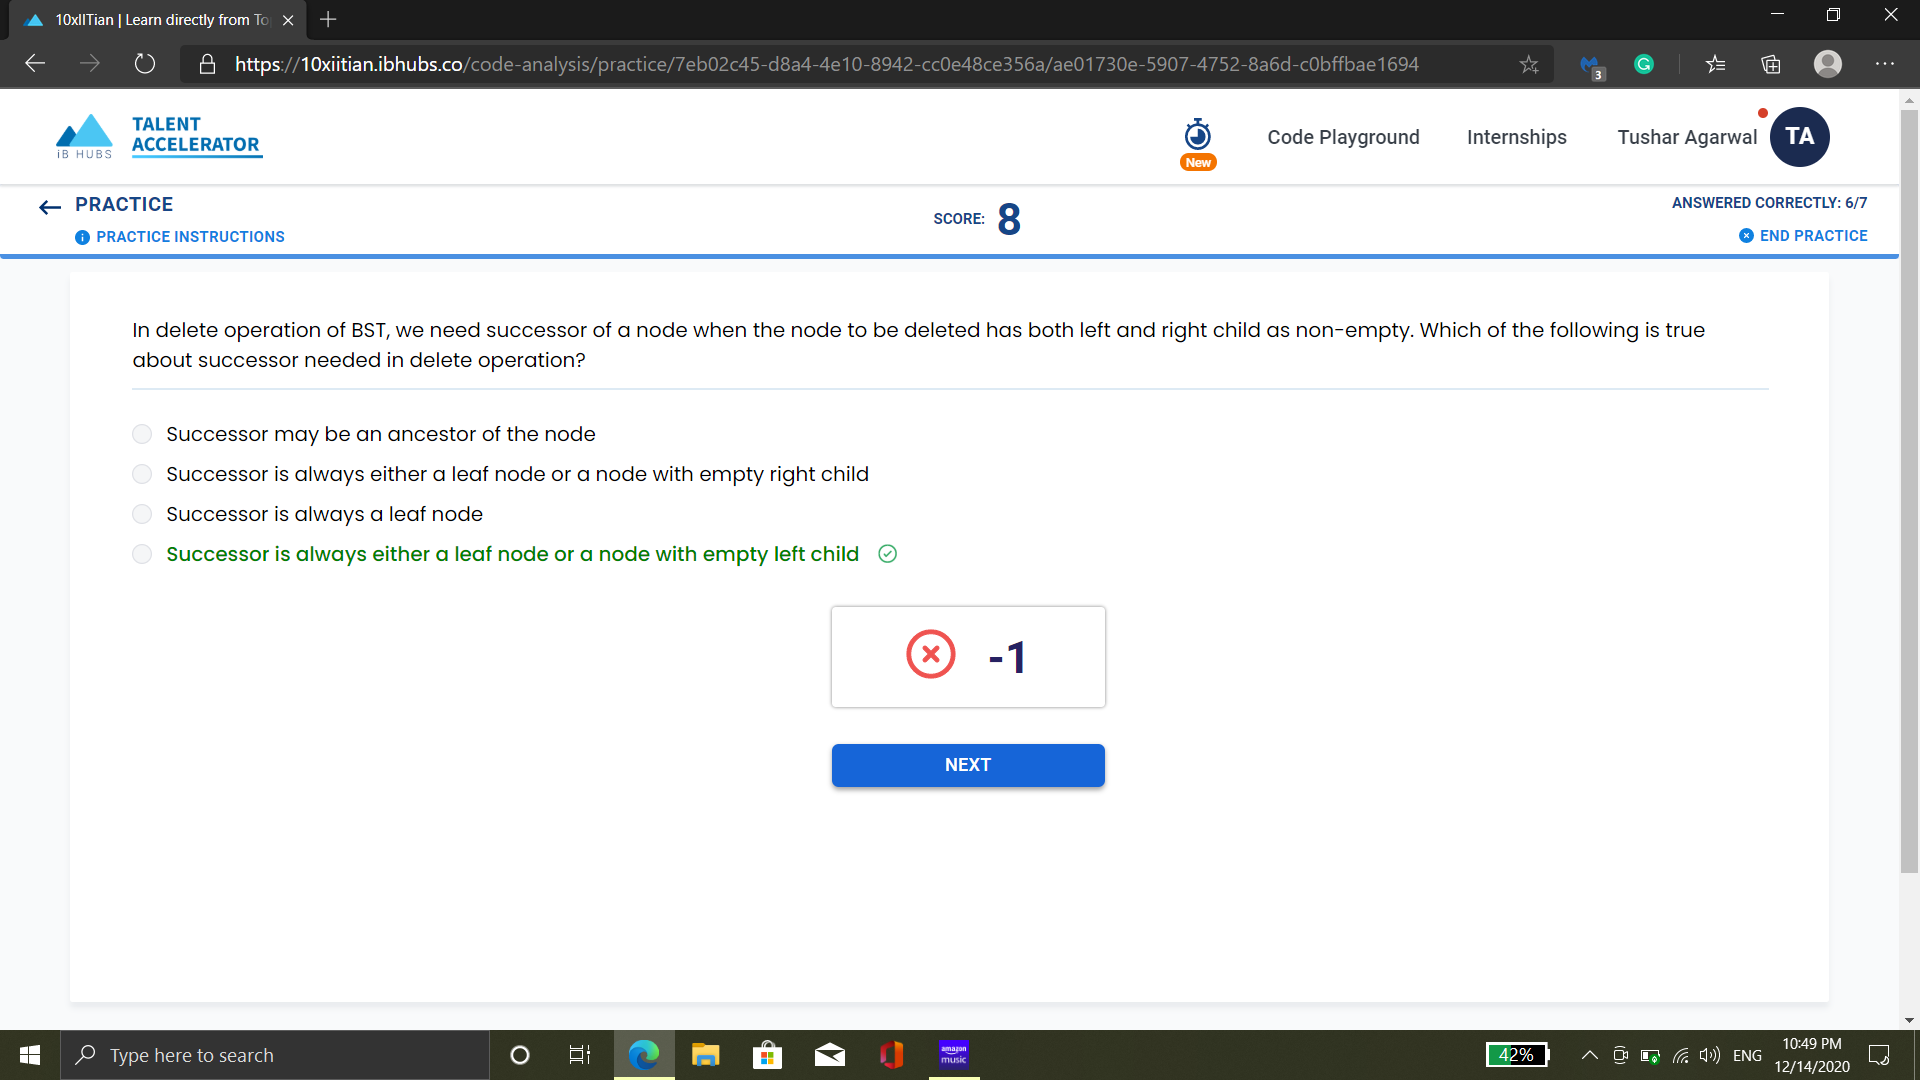 10xIITian | Learn directly from To
https://10xiitian.ibhubs.co/code-analysis/practice/7eb02c45-d8a4-4e10-8942-cc0e48ce356a/ae01730e-5907-4752-8a6d-c0bffbae1694
3
iB HUBS
TALENT
ACCELERATOR
New
Code Playground
Internships
Tushar Agarwal
TA
PRACTICE
PRACTICE INSTRUCTIONS
SCORE: 8
ANSWERED CORRECTLY: 6/7
END PRACTICE
In delete operation of BST, we need successor of a node when the node to be deleted has both left and right child as non-empty. Which of the following is true
about successor needed in delete operation?
Successor may be an ancestor of the node
Successor is always either a leaf node or a node with empty right child
Successor is always a leaf node
Successor is always either a leaf node or a node with empty left child
-1
NEXT
Type here to search
amazon
music
42%
ENG
10:49 PM
12/14/2020